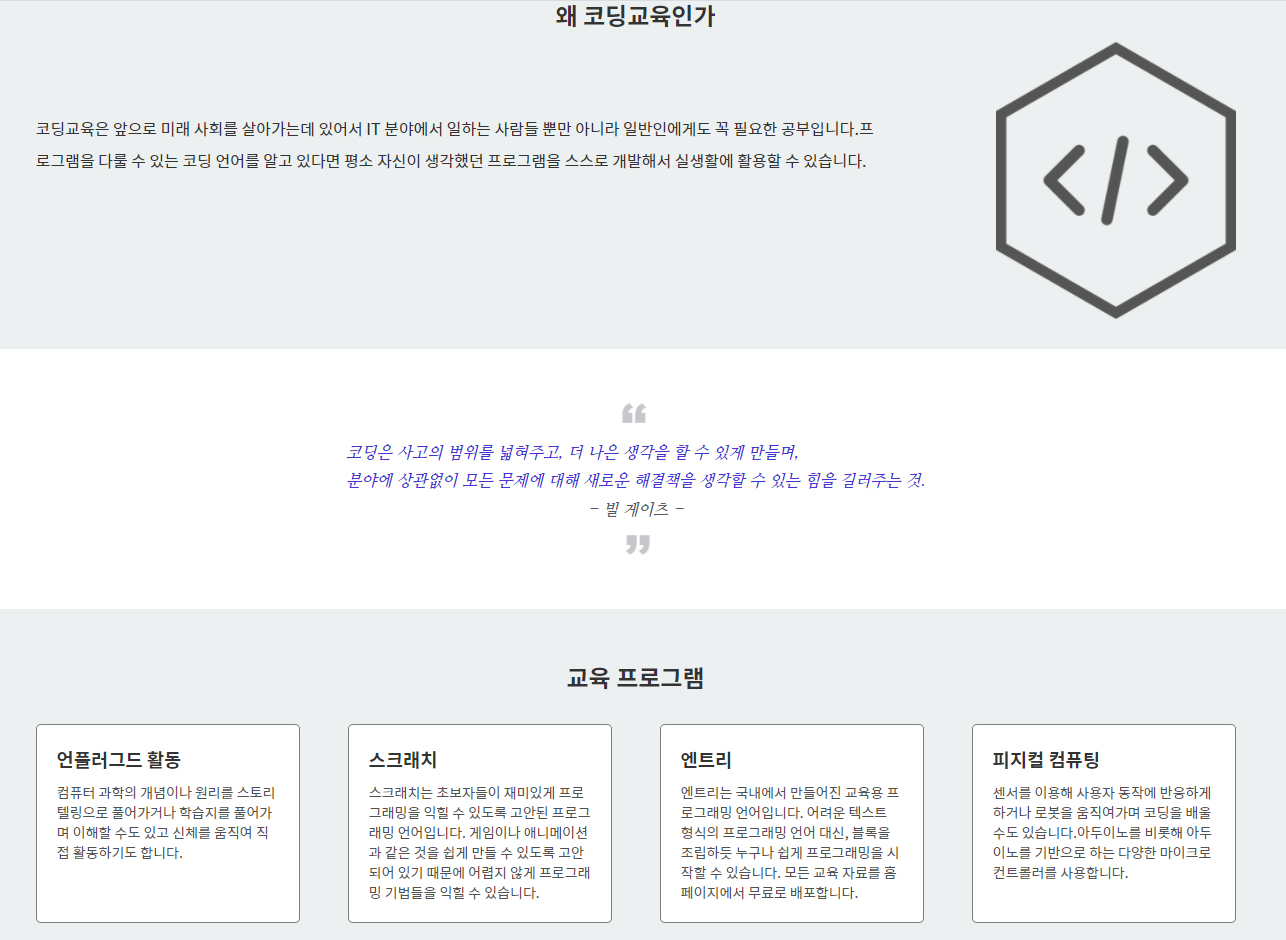 왜 코딩교육인가
코딩교육은 앞으로 미래 사회를 살아가는데 있어서 IT 분야에서 일하는 사람들 뿐만 아니라 일반인에게도 꼭 필요한 공부입니다.프
로그램을 다룰 수 있는 코딩 언어를 알고 있다면 평소 자신이 생각했던 프로그램을 스스로 개발해서 실생활에 활용할 수 있습니다.
</>
“
코딩은 사고의 범위를 넓혀주고, 더 나은 생각을 할 수 있게 만들며,
분야에 상관없이 모든 문제에 대해 새로운 해결책을 생각할 수 있는 힘을 길러주는 것.
- 빌 게이츠 -
”
교육 프로그램
언플러그드 활동
컴퓨터 과학의 개념이나 원리를 스토리
텔링으로 풀어가거나 학습지를 풀어가
며 이해할 수도 있고 신체를 움직여 직
접 활동하기도 합니다.
스크래치
스크래치는 초보자들이 재미있게 프로
그래밍을 익힐 수 있도록 고안된 프로그
래밍 언어입니다. 게임이나 애니메이션
과 같은 것을 쉽게 만들 수 있도록 고안
되어 있기 때문에 어렵지 않게 프로그래
밍 기법들을 익힐 수 있습니다.
엔트리
엔트리는 국내에서 만들어진 교육용 프
로그래밍 언어입니다. 어려운 텍스트
형식의 프로그래밍 언어 대신, 블록을
조립하듯 누구나 쉽게 프로그래밍을 시
작할 수 있습니다. 모든 교육 자료를 홈
페이지에서 무료로 배포합니다.
피지컬 컴퓨팅
센서를 이용해 사용자 동작에 반응하게
하거나 로봇을 움직여가며 코딩을 배울
수도 있습니다.아두이노를 비롯해 아두
이노를 기반으로 하는 다양한 마이크로
컨트롤러를 사용합니다.